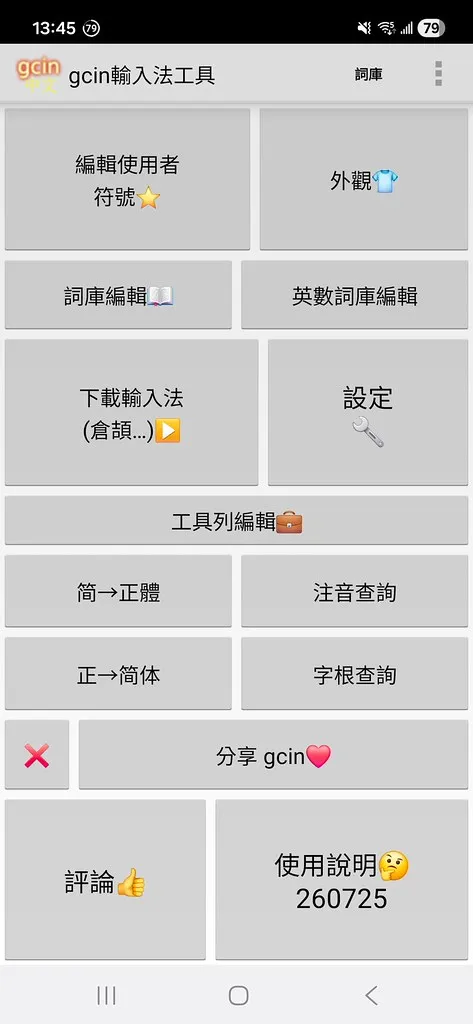 13:45 79 79
gcin gcin輸入法工具 詞庫
編輯使用者
符號⭐
外觀👕
詞庫編輯📖 英數詞庫編輯
下載輸入法
(倉頡…)▶️
設定
🔧
工具列編輯💼
简→正體 注音查詢
正→简体 字根查詢
❌ 分享 gcin❤️
評論👍
使用說明🤔
260725